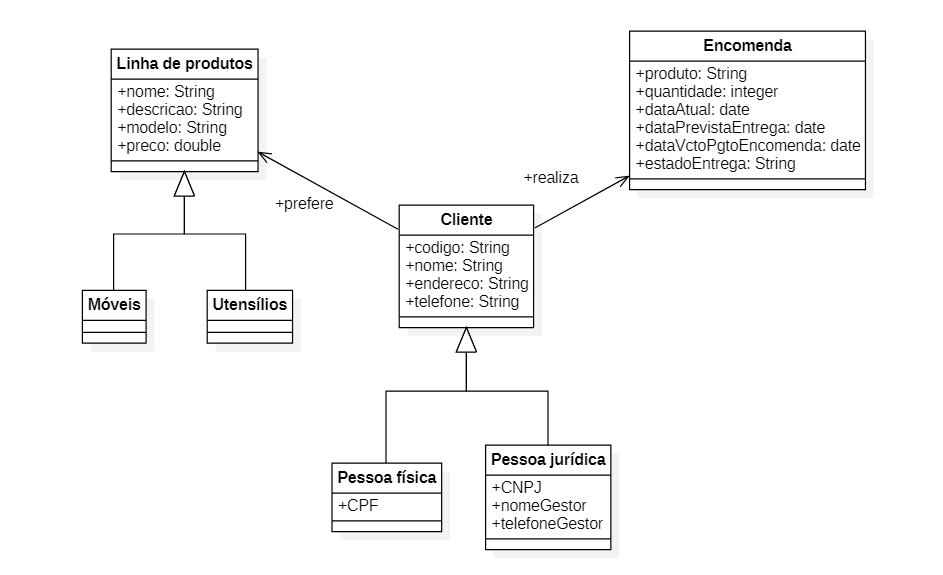 Linha de produtos
+nome: String
+descricao: String
+modelo: String
+preco: double
Encomenda
+produto: String
+quantidade: integer
+dataAtual: date
+dataPrevistaEntrega: date
+dataVctoPgtoEncomenda: date
+estadoEntrega: String
+prefere
+realiza
Cliente
+codigo: String
+nome: String
+endereco: String
+telefone: String
Móveis
Utensílios
Pessoa física
+CPF
Pessoa jurídica
+CNPJ
+nomeGestor
+telefoneGestor